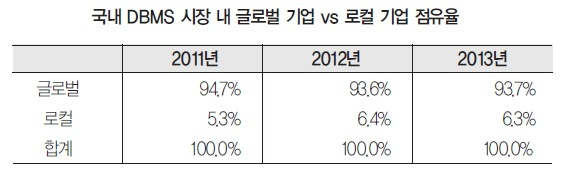 국내 DBMS 시장 내 글로벌 기업 vs 로컬 기업 점유율
2011년 2012년 2013년
글로벌 94.7% 93.6% 93.7%
로컬 5.3% 6.4% 6.3%
합계 100.0% 100.0% 100.0%